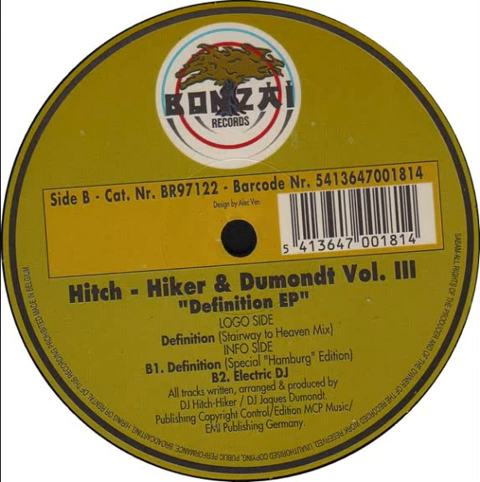 BONZAI
RECORDS
Side B - Cat. Nr. BR97122 - Barcode Nr. 5413647001814
Design by Alec Ven
5 413647 001814
Hitch - Hiker & Dumondt Vol. III
"Definition EP"
LOGO SIDE
Definition (Stairway to Heaven Mix)
INFO SIDE
B1. Definition (Special "Hamburg" Edition)
B2. Electric DJ
All tracks written, arranged & produced by
DJ Hitch-Hiker / DJ Jaques Dumondt.
Publishing Copyright Control/Edition MCP Music/
EMI Publishing Germany.
SABAM ALL RIGHTS OF THE PRODUCER AND OF THE OWNER OF THE RECORDED WORK RESERVED. UNAUTHORISED COPYING, PUBLIC PERFORMANCE, BROADCASTING, HIRING OR RENTAL OF THIS RECORDING PROHIBITED. MADE IN BELGIUM